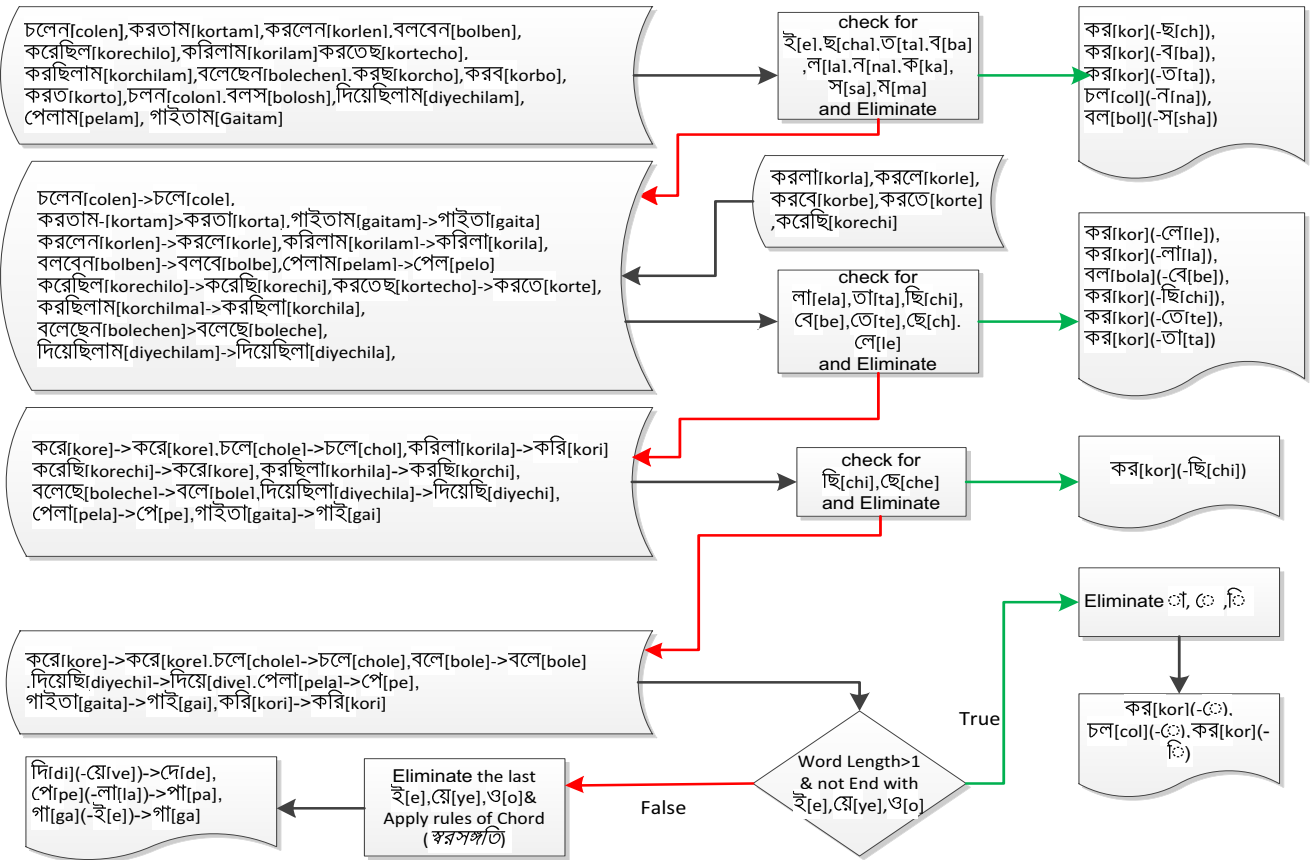 চলেন[colen],করতাম[kortam],করলেন[korlen],বলবেন[bolben],
করেছিল[korechilo],করিলাম[korilam]করতেছ[kortecho],
করছিলাম[korchilam],বলেছেন[bolechen],করছ[korcho],করব[korbo],
করত[korto],চলন[colon],বলস[bolosh],দিয়েছিলাম[diyechilam],
পেলাম[pelam], গাইতাম[Gaitam]
check for
ই[e],ছ[cha],ত[ta],ব[ba]
,ল[la],ন[na],ক[ka],
স[sa],ম[ma]
and Eliminate
কর[kor](-ছ[ch]),
কর[kor](-ব[ba]),
কর[kor](-ত[ta]),
চল[col](-ন[na]),
বল[bol](-স[sha])
চলেন[colen]->চলে[cole],
করতাম-[kortam]>করতা[korta],গাইতাম[gaitam]->গাইতা[gaita]
করলেন[korlen]->করলে[korle],করিলাম[korilam]->করিলা[korila],
বলবেন[bolben]->বলবে[bolbe],পেলাম[pelam]->পেল[pelo]
করেছিল[korechilo]->করেছি[korechi],করতেছ[kortecho]->করতে[korte],
করছিলাম[korchilma]->করছিলা[korchila],
বলেছেন[bolechen]>বলেছে[boleche],
দিয়েছিলাম[diyechilam]->দিয়েছিলা[diyechila],
করলা[korla],করলে[korle],
করবে[korbe],করতে[korte]
,করেছি[korechi]
check for
লা[ela],তা[ta],ছি[chi],
বে[be],তে[te],ছে[ch].
লে[le]
and Eliminate
কর[kor](-লে[le]),
কর[kor](-লা[la]),
বল[bola](-বে[be]),
কর[kor](-ছি[chi]),
কর[kor](-তে[te]),
কর[kor](-তা[ta])
করে[kore]->করে[kore],চলে[chole]->চলে[chol],করিলা[korila]->করি[kori]
করেছি[korechi]->করে[kore],করছিলা[korhila]->করছি[korchi],
বলেছে[boleche]->বলে[bole],দিয়েছিলা[diyechila]->দিয়েছি[diyechi],
পেলা[pela]->পে[pe],গাইতা[gaita]->গাই[gai]
check for
ছি[chi],ছে[che]
and Eliminate
কর[kor](-ছি[chi])
করে[kore]->করে[kore],চলে[chole]->চলে[chole],বলে[bole]->বলে[bole]
,দিয়েছি[diyechi]->দিয়ে[dive],পেলা[pela]->পে[pe],
গাইতা[gaita]->গাই[gai],করি[kori]->করি[kori]
Eliminate া, ে ,ি
কর[kor](-ে),
চল[col](-ে),কর[kor](-
ি)
True
Word Length>1
& not End with
ই[e],য়ে[ye],ও[o]
False
Eliminate the last
ই[e],য়ে[ye],ও[o]&
Apply rules of Chord
(স্বরসঙ্গতি)
দি[di](-য়ে[ye])->দে[de],
পে[pe](-লা[la])->পা[pa],
গা[ga](-ই[e])->গা[ga]